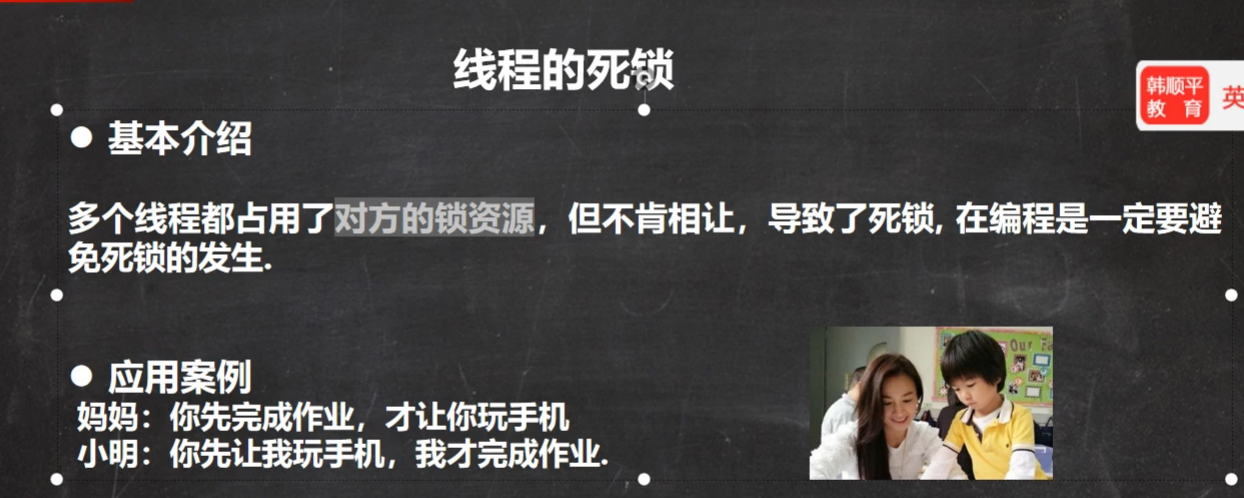 线程的死锁
韩顺平
教 育
英
● 基本介绍
多个线程都占用了对方的锁资源，但不肯相让，导致了死锁, 在编程是一定要避
免死锁的发生.
● 应用案例
妈妈：你先完成作业，才让你玩手机
小明：你先让我玩手机，我才完成作业.